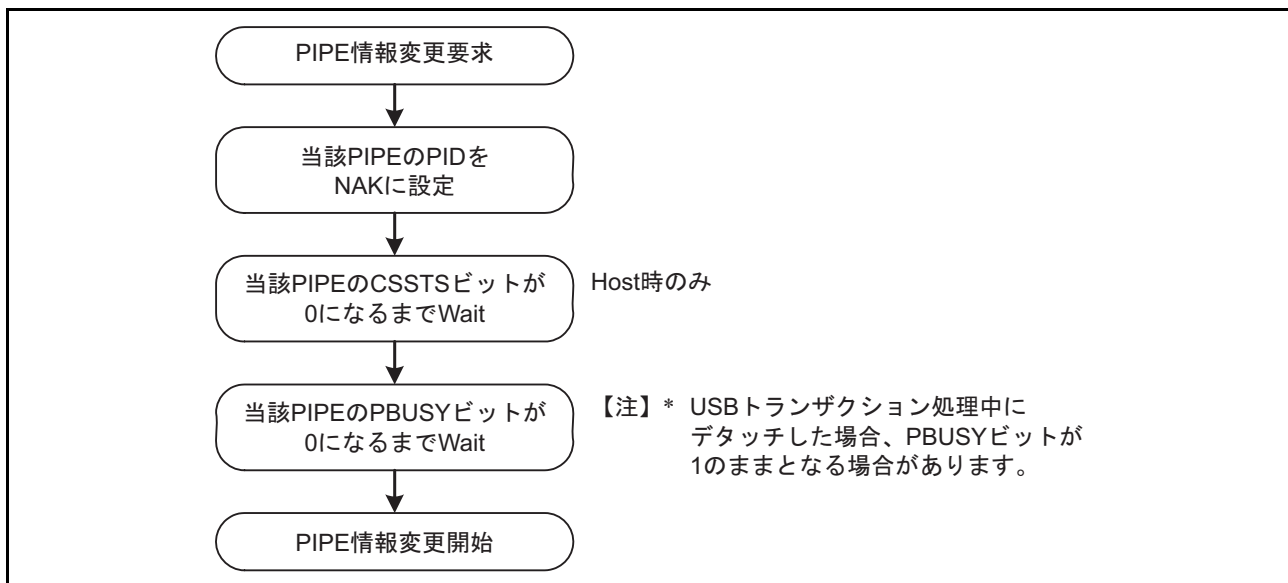 PIPE情報変更要求
当該PIPEのPIDを
NAKに設定
当該PIPEのCSSTSビットが
0になるまでWait
Host時のみ
当該PIPEのPBUSYビットが
0になるまでWait
【注】* USBトランザクション処理中に
デタッチした場合、PBUSYビットが
1のままとなる場合があります。
PIPE情報変更開始